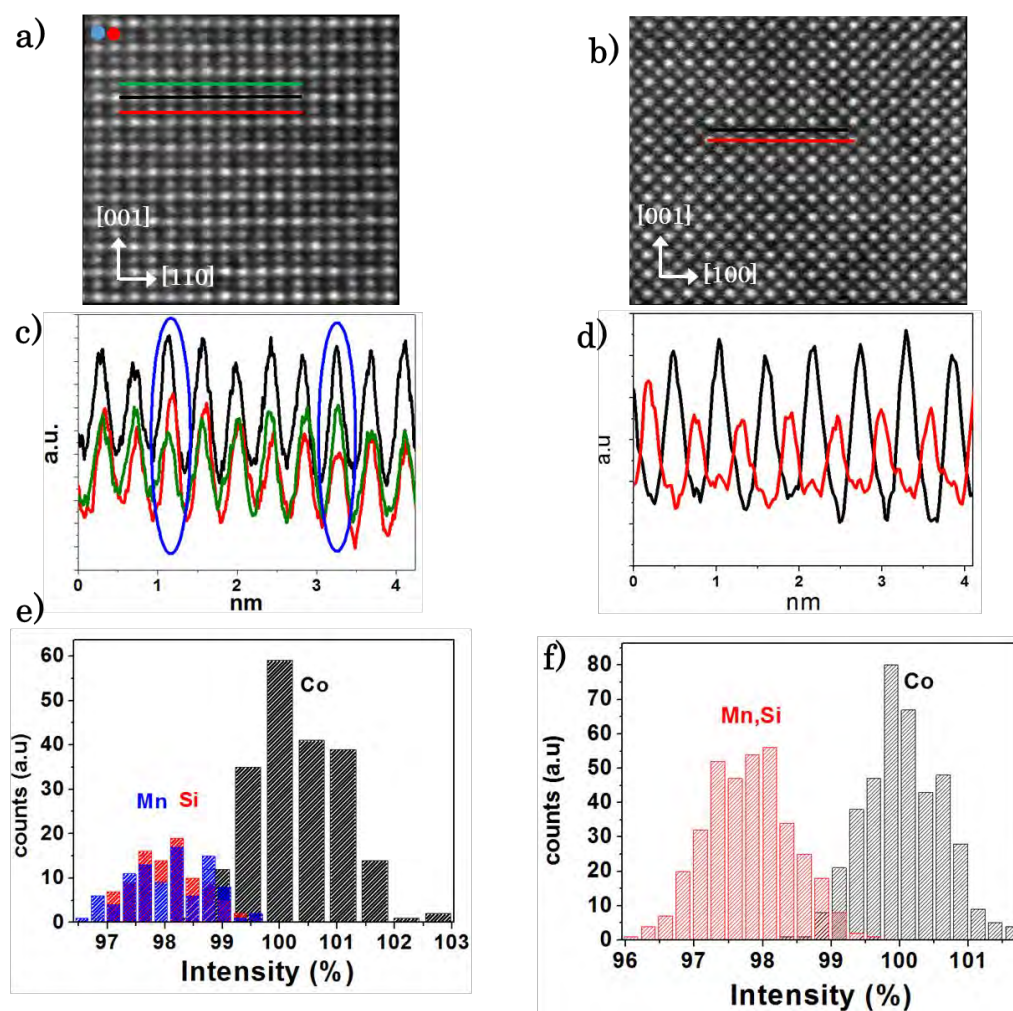 a)
[001]
[110]
b)
[001]
[100]
c)
a.u.
0 1 2 3 4
nm
d)
a.u
0 1 2 3 4
nm
e)
60
50
40
30
20
10
0
counts (a.u)
Mn Si
Co
97 98 99 100 101 102 103
Intensity (%)
f)
80
70
60
50
40
30
20
10
0
counts (a.u)
Mn,Si
Co
96 97 98 99 100 101
Intensity (%)